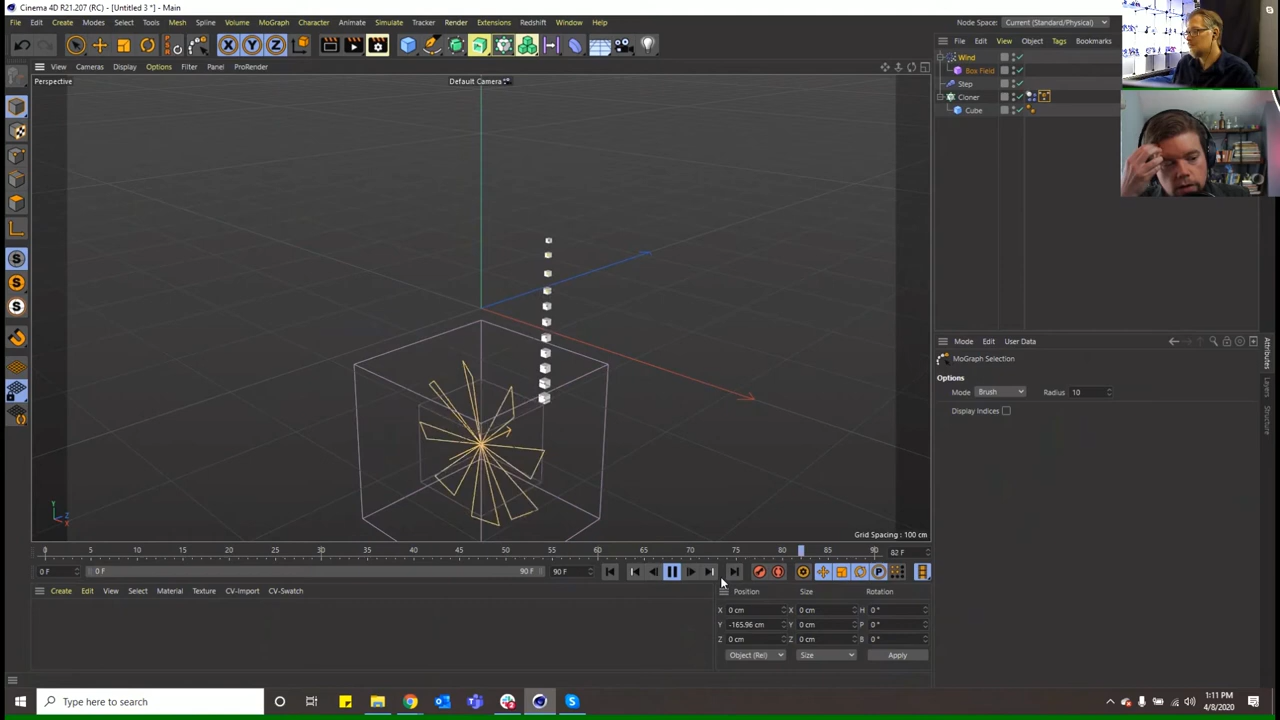 Cinema 4D R21.207 (RC) - [Untitled 3 *] - Main
File Edit Create Modes Select Tools Mesh Spline Volume MoGraph Character Animate Simulate Tracker Render Extensions Redshift Window Help
Node Space: Current (Standard/Physical)
X Y Z
File Edit View Object Tags Bookmarks
View Cameras Display Options Filter Panel ProRender
Perspective
Default Camera
Wind
Box Field
Step
Cloner
Cube
S
S
S
Mode Edit User Data
MoGraph Selection
Options
Mode Brush Radius 10
Display Indices
Attributes
Layers
Structure
Y
Z
X
Grid Spacing : 100 cm
0 5 10 15 20 25 30 35 40 45 50 55 60 65 70 75 80 85 90 82 F
0 F 0 F 90 F 90 F
P
Create Edit View Select Material Texture CV-Import CV-Swatch
Position Size Rotation
X 0 cm X 0 cm H 0 °
Y -165.96 cm Y 0 cm P 0 °
Z 0 cm Z 0 cm B 0 °
Object (Rel) Size Apply
Type here to search
1:11 PM
4/8/2020